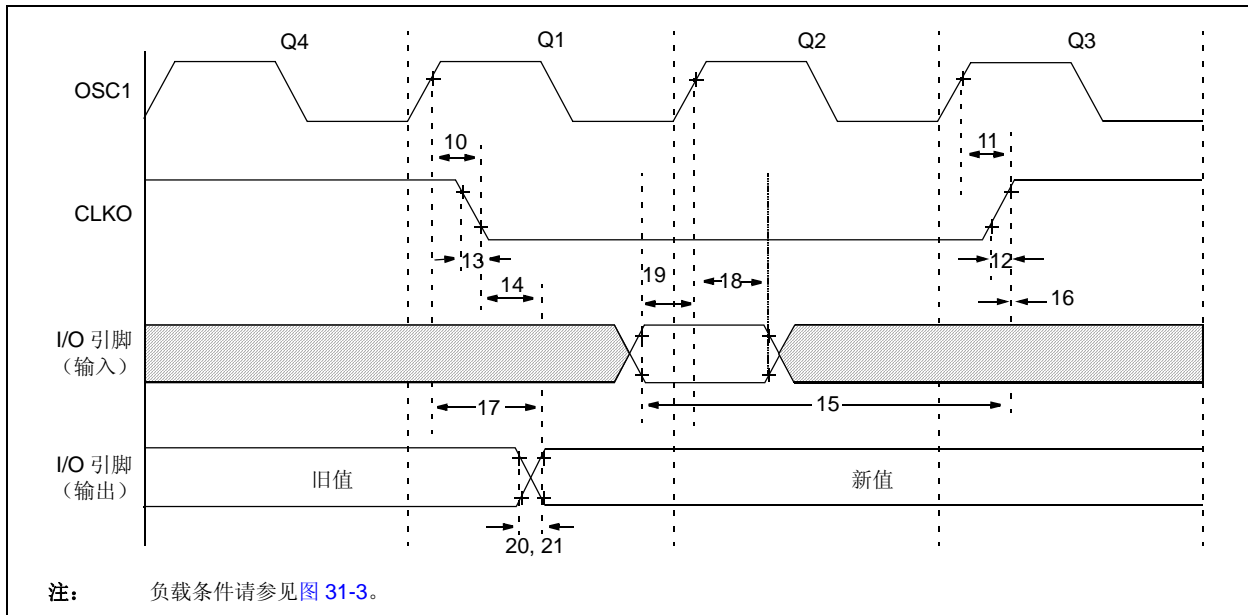 Q4 Q1 Q2 Q3
OSC1
10 11
CLKO
13 12
19 18
14
16
I/O 引脚
（输入）
17 15
I/O 引脚
（输出）
旧值 新值
20, 21
注： 负载条件请参见图 31-3。